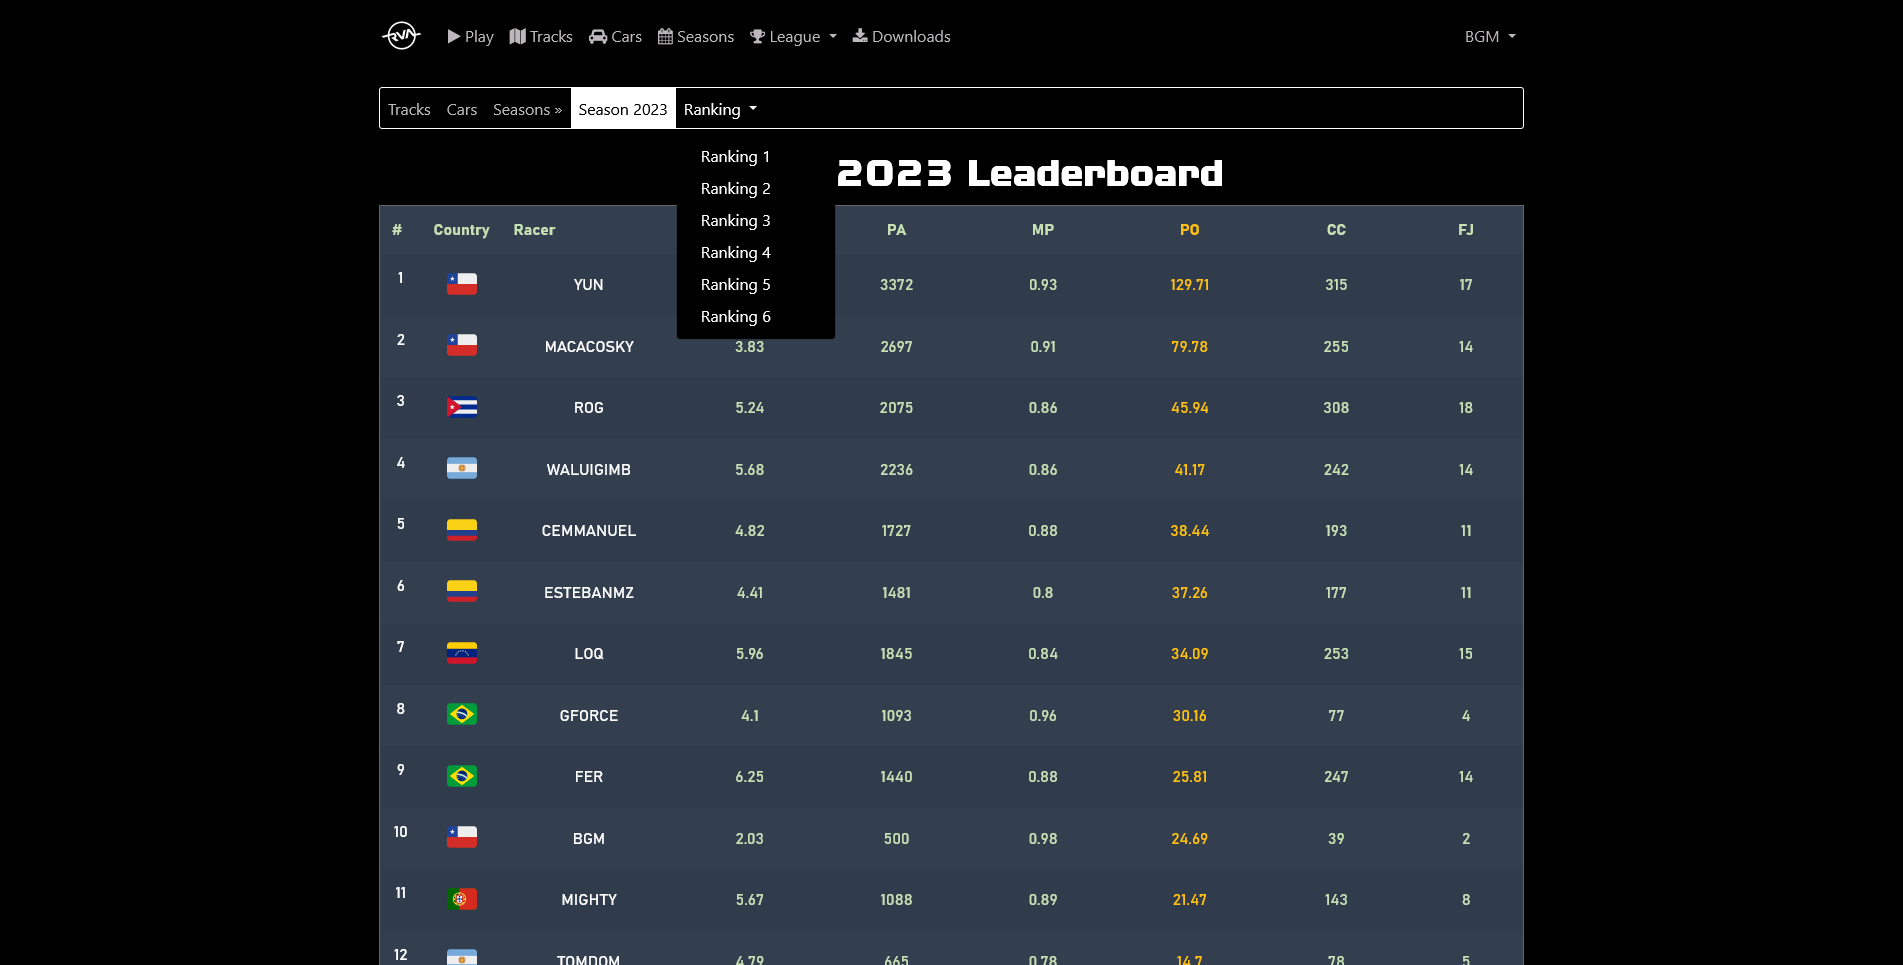 RVA Play Tracks Cars Seasons League Downloads BGM
Tracks Cars Seasons » Season 2023 Ranking
Ranking 1
Ranking 2
Ranking 3
Ranking 4
Ranking 5
Ranking 6
2023 Leaderboard
# Country Racer PA MP PO CC FJ
1 YUN 3372 0.93 129.71 315 17
2 MACACOSKY 3.83 2697 0.91 79.78 255 14
3 ROG 5.24 2075 0.86 45.94 308 18
4 WALUIGIMB 5.68 2236 0.86 41.17 242 14
5 CEMMANUEL 4.82 1727 0.88 38.44 193 11
6 ESTEBANMZ 4.41 1481 0.8 37.26 177 11
7 LOQ 5.96 1845 0.84 34.09 253 15
8 GFORCE 4.1 1093 0.96 30.16 77 4
9 FER 6.25 1440 0.88 25.81 247 14
10 BGM 2.03 500 0.98 24.69 39 2
11 MIGHTY 5.67 1088 0.89 21.47 143 8
12 TOMDOM 4.79 665 0.78 14.7 78 5